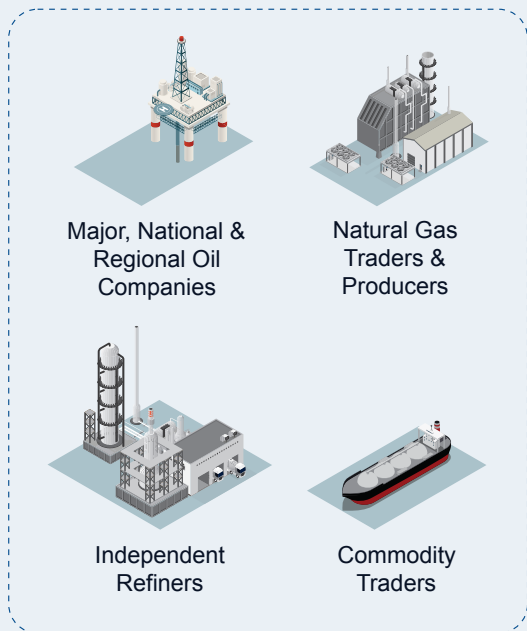 Major, National &
Regional Oil
Companies
Natural Gas
Traders &
Producers
Independent
Refiners
Commodity
Traders